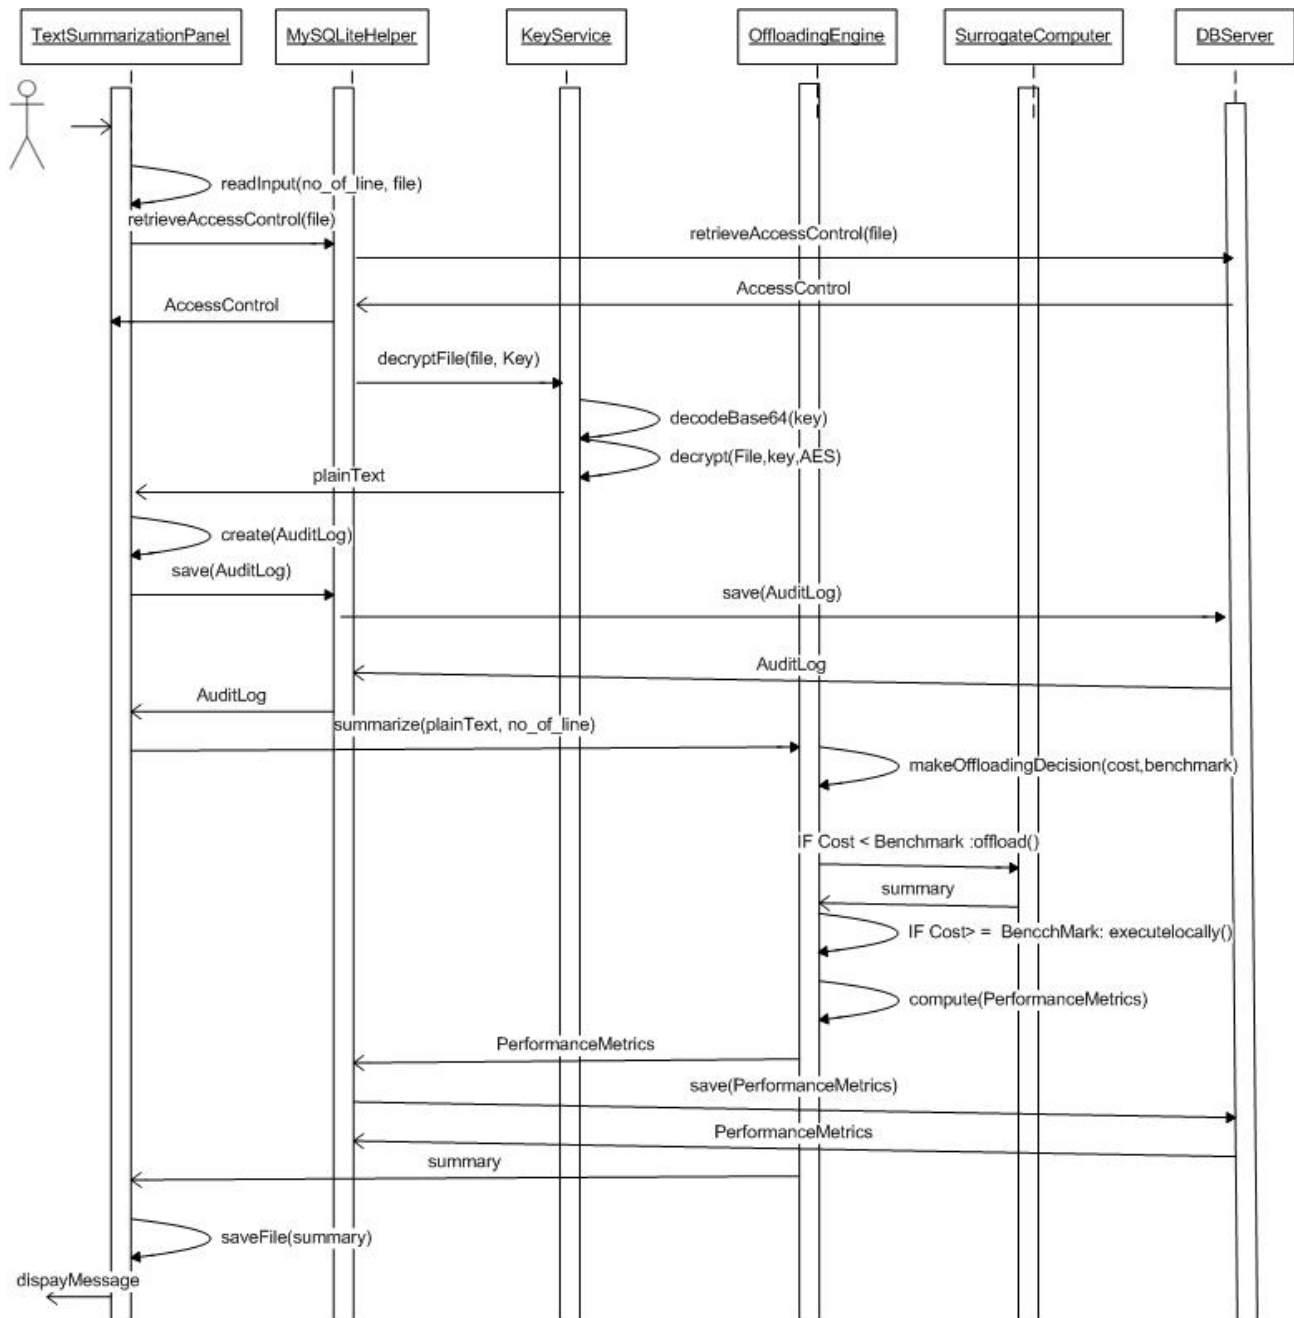 TextSummarizationPanel
MySQLiteHelper
KeyService
OffloadingEngine
SurrogateComputer
DBServer
readInput(no_of_line, file)
retrieveAccessControl(file)
retrieveAccessControl(file)
AccessControl
AccessControl
decryptFile(file, Key)
decodeBase64(key)
decrypt(File,key,AES)
plainText
create(AuditLog)
save(AuditLog)
save(AuditLog)
AuditLog
AuditLog
summarize(plainText, no_of_line)
makeOffloadingDecision(cost,benchmark)
IF Cost < Benchmark :offload()
summary
IF Cost> = BencchMark: executelocally()
compute(PerformanceMetrics)
PerformanceMetrics
save(PerformanceMetrics)
PerformanceMetrics
summary
saveFile(summary)
dispayMessage